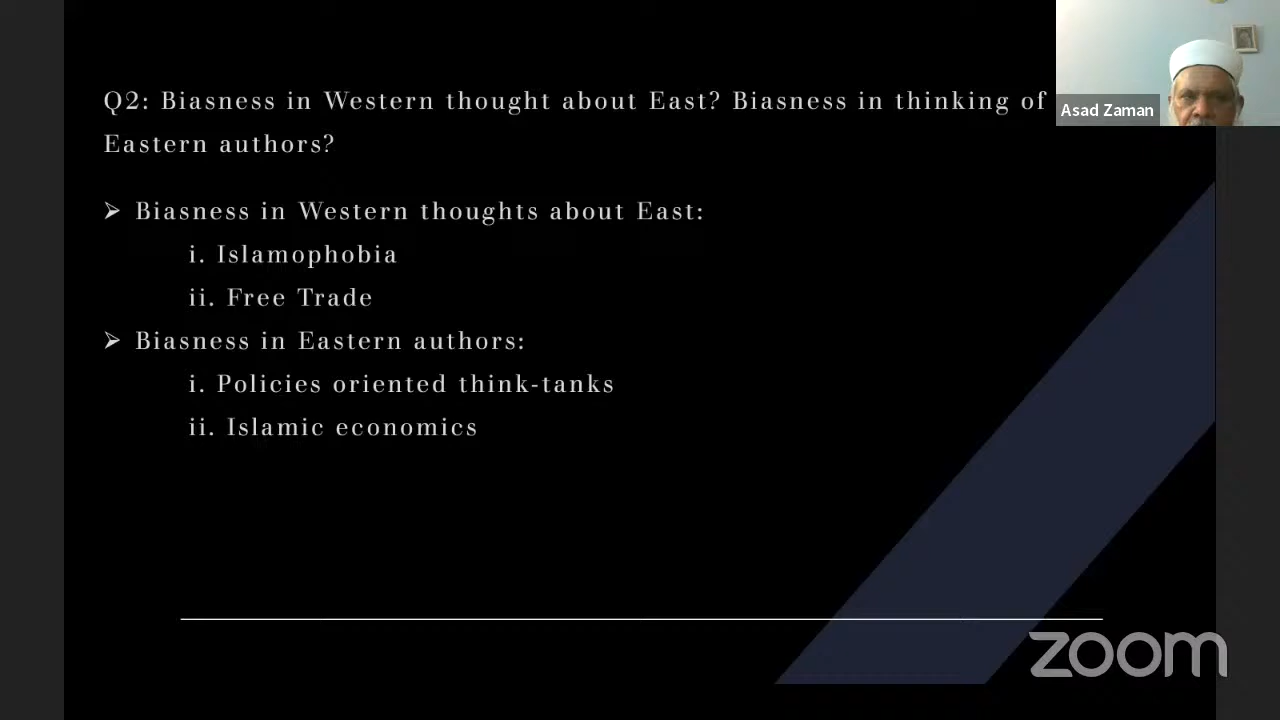 Q2: Biasness in Western thought about East? Biasness in thinking of
Eastern authors?
Asad Zaman
➢ Biasness in Western thoughts about East:
i. Islamophobia
ii. Free Trade
➢ Biasness in Eastern authors:
i. Policies oriented think-tanks
ii. Islamic economics
zoom